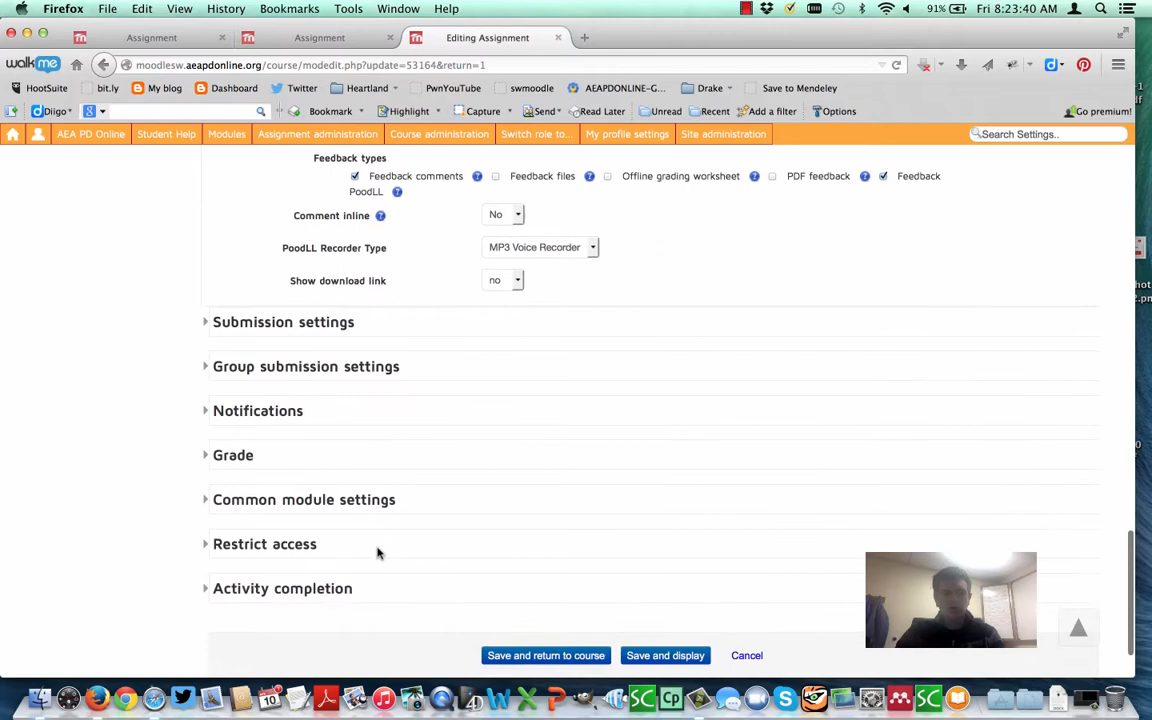 Firefox File Edit View History Bookmarks Tools Window Help 91% Fri 8:23:40 AM
Assignment × Assignment × Editing Assignment × +
walkme moodlesw.aeapdonline.org/course/modedit.php?update=53164&return=1
HootSuite bit.ly My blog Dashboard Twitter Heartland PwnYouTube swmoodle AEAPDONLINE-G... Drake Save to Mendeley
Diigo Bookmark Highlight Capture Send Read Later Unread Recent Add a filter Options Go premium!
AEA PD Online Student Help Modules Assignment administration Course administration Switch role to... My profile settings Site administration Search Settings..
Feedback types
Feedback comments Feedback files Offline grading worksheet PDF feedback Feedback
PoodLL
Comment inline No
PoodLL Recorder Type MP3 Voice Recorder
Show download link no
Submission settings
Group submission settings
Notifications
Grade
Common module settings
Restrict access
Activity completion
Save and return to course Save and display Cancel